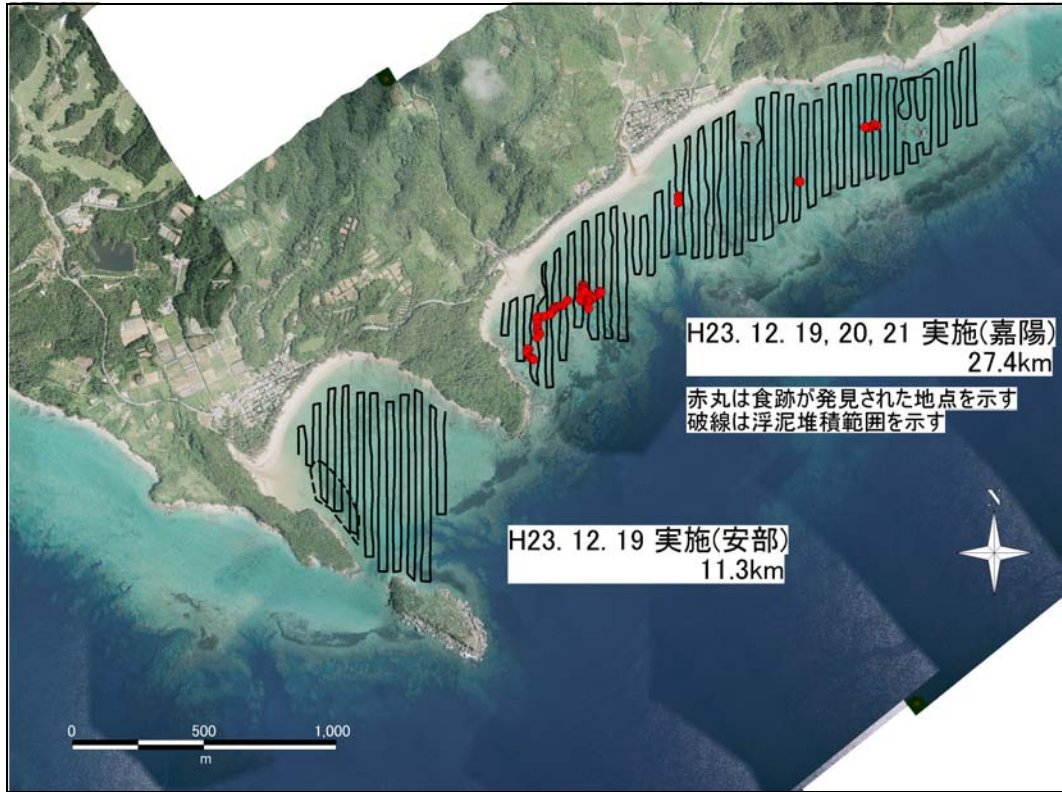 H23. 12. 19, 20, 21 実施(嘉陽)
27.4km
赤丸は食跡が発見された地点を示す
破線は浮泥堆積範囲を示す
N
H23. 12. 19 実施(安部)
11.3km
0 500 1,000
m